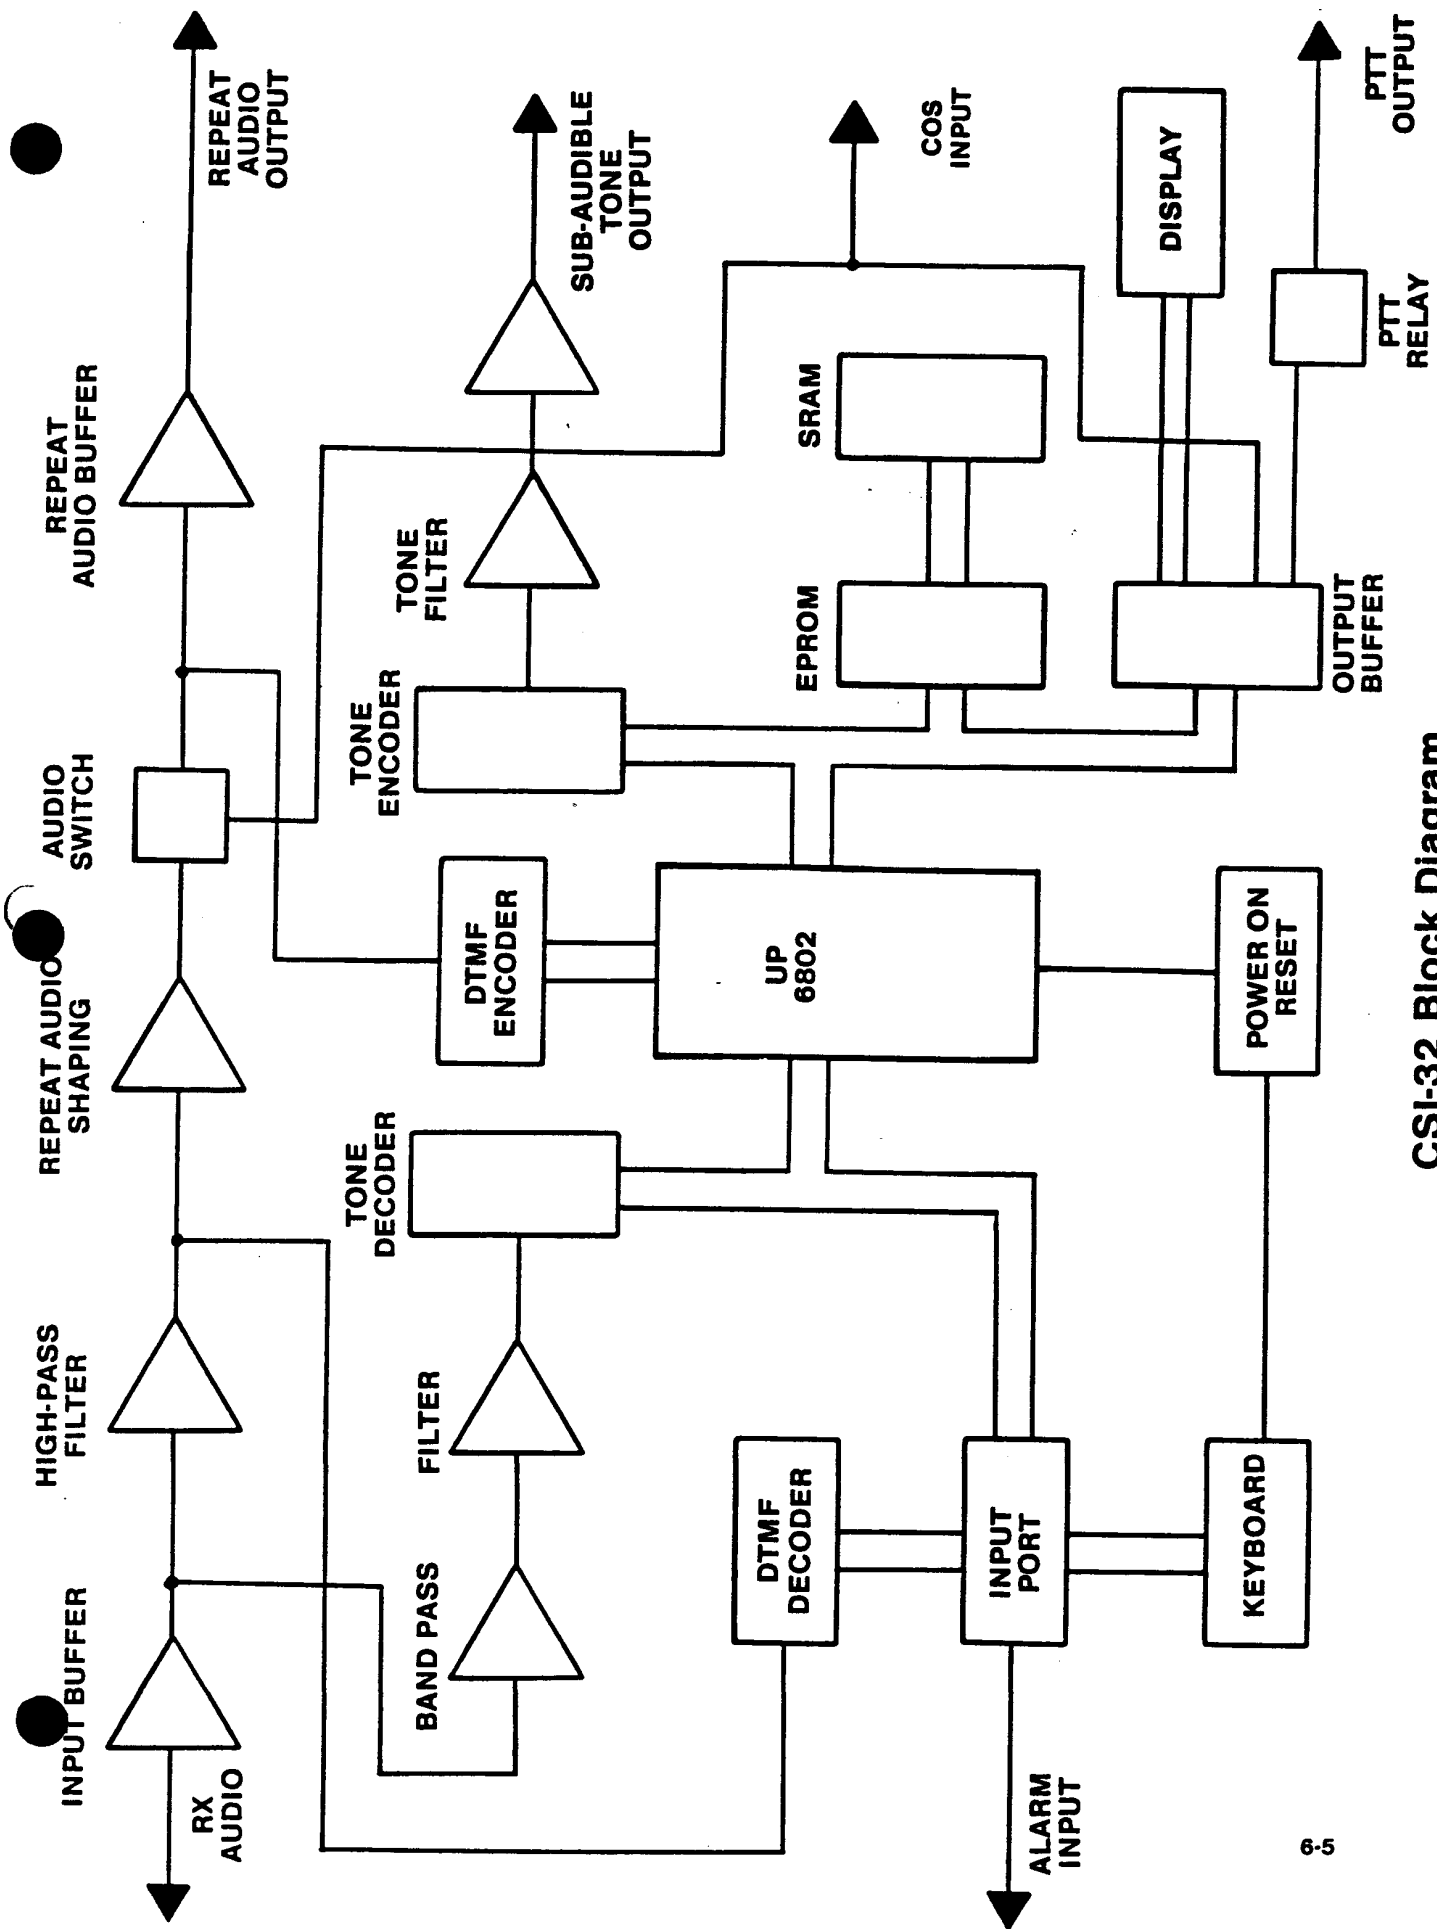 INPUT BUFFER
HIGH-PASS
FILTER
REPEAT AUDIO
SHAPING
AUDIO
SWITCH
REPEAT
AUDIO BUFFER
REPEAT
AUDIO
OUTPUT
RX
AUDIO
BAND PASS
FILTER
TONE
DECODER
DTMF
ENCODER
TONE
ENCODER
TONE
FILTER
SUB-AUDIBLE
TONE
OUTPUT
DTMF
DECODER
UP
6802
EPROM
SRAM
COS
INPUT
ALARM
INPUT
INPUT
PORT
KEYBOARD
POWER ON
RESET
OUTPUT
BUFFER
DISPLAY
PTT
RELAY
PTT
OUTPUT
CSI-32 Block Diagram
6-5